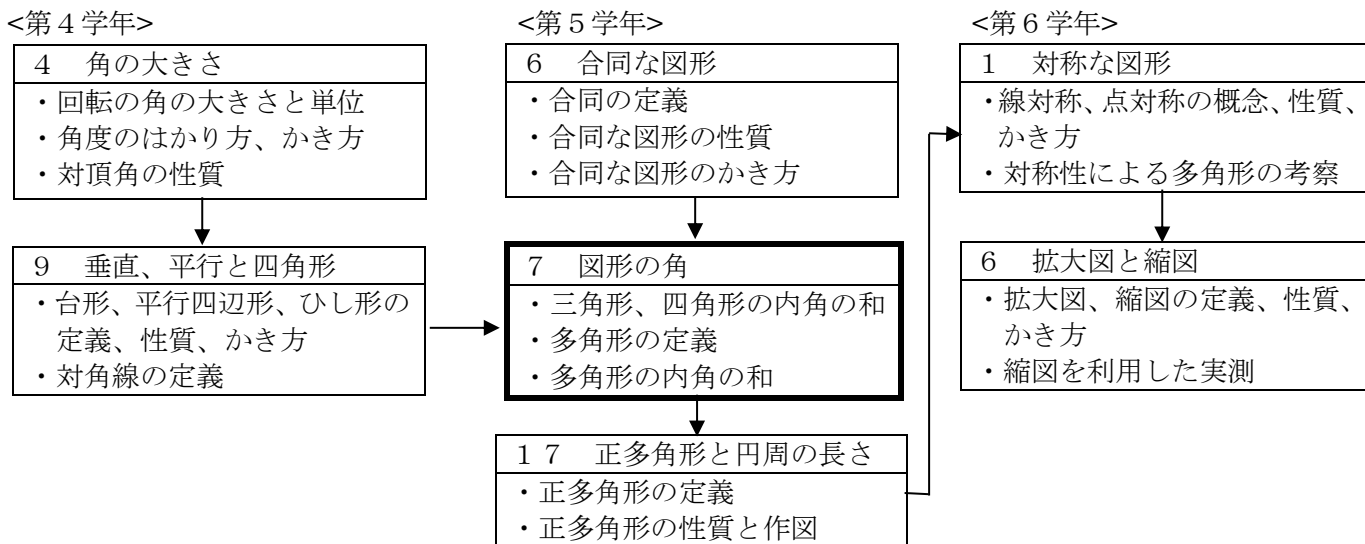 <第４学年>
４　角の大きさ
・回転の角の大きさと単位
・角度のはかり方、かき方
・対頂角の性質
９　垂直、平行と四角形
・台形、平行四辺形、ひし形の
定義、性質、かき方
・対角線の定義
<第５学年>
６　合同な図形
・合同の定義
・合同な図形の性質
・合同な図形のかき方
７　図形の角
・三角形、四角形の内角の和
・多角形の定義
・多角形の内角の和
１７　正多角形と円周の長さ
・正多角形の定義
・正多角形の性質と作図
<第６学年>
１　対称な図形
・線対称、点対称の概念、性質、
かき方
・対称性による多角形の考察
６　拡大図と縮図
・拡大図、縮図の定義、性質、
かき方
・縮図を利用した実測